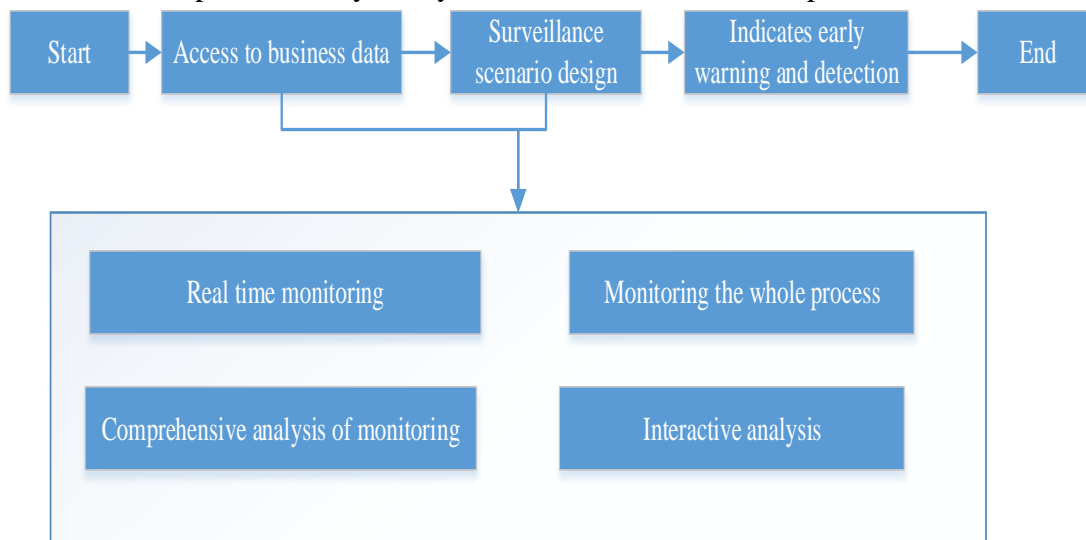 Start
Access to business data
Surveillance
scenario design
Indicates early
warning and detection
End
Real time monitoring
Monitoring the whole process
Comprehensive analysis of monitoring
Interactive analysis